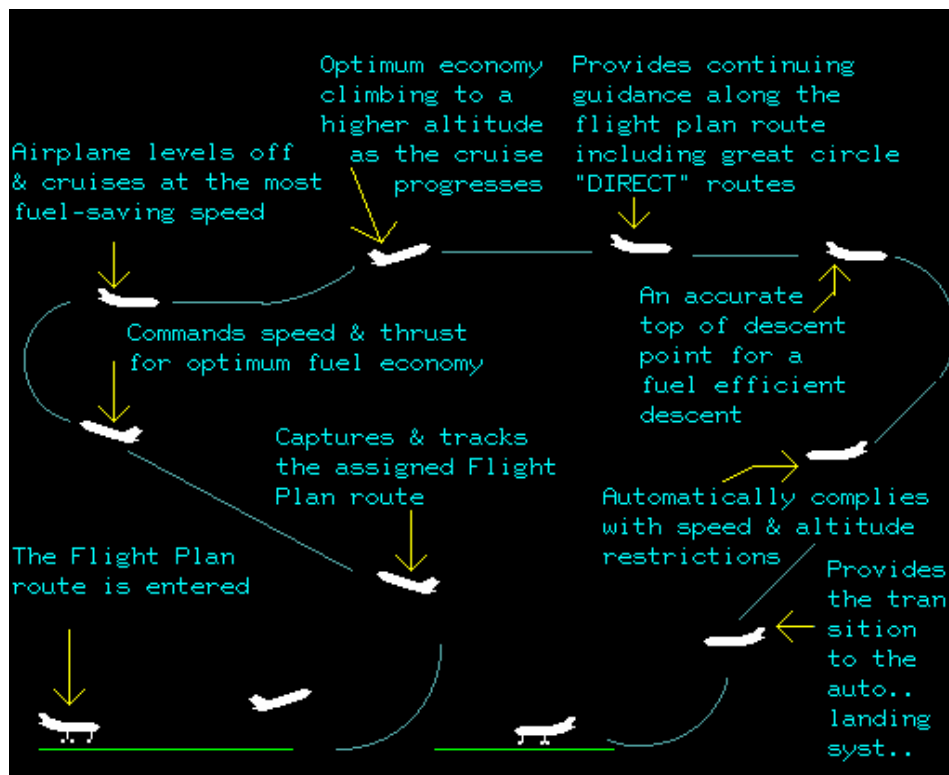 The Flight Plan
route is entered
Captures & tracks
the assigned Flight
Plan route
Commands speed & thrust
for optimum fuel economy
Airplane levels off
& cruises at the most
fuel-saving speed
Optimum economy
climbing to a
higher altitude
as the cruise
progresses
Provides continuing
guidance along the
flight plan route
including great circle
"DIRECT" routes
An accurate
top of descent
point for a
fuel efficient
descent
Automatically complies
with speed & altitude
restrictions
Provides
the tran
sition
to the
auto..
landing
syst..